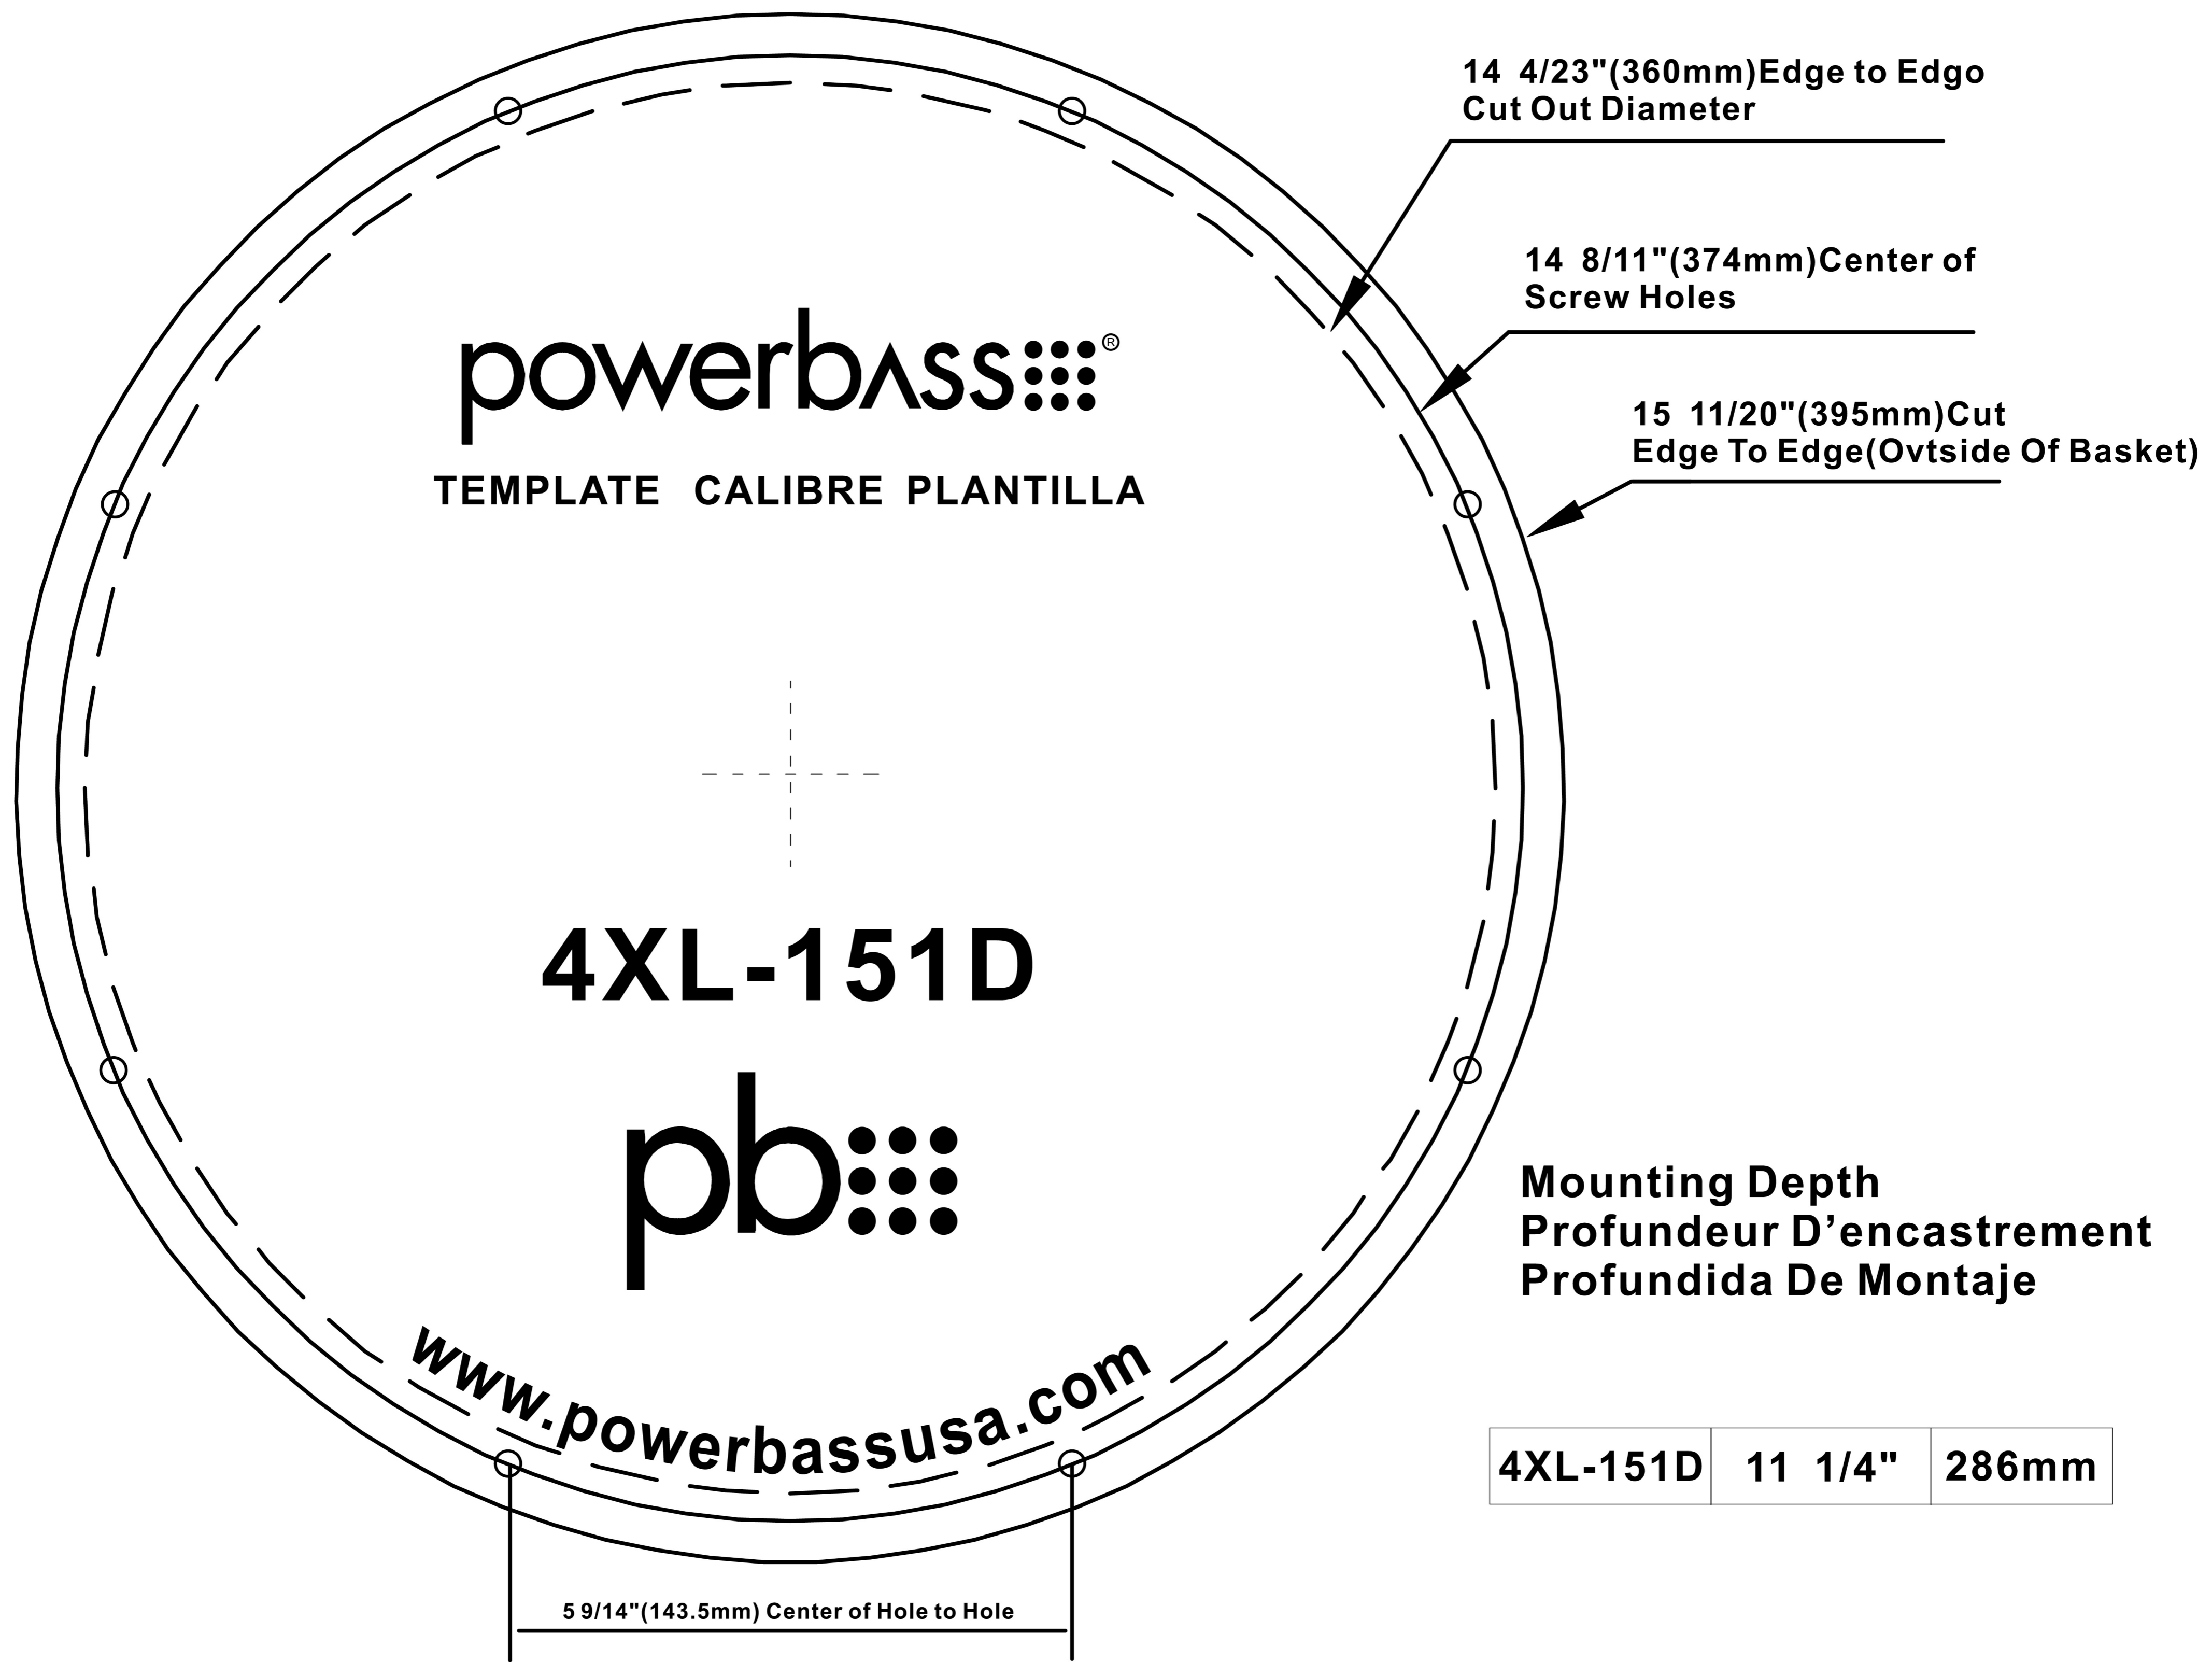 14 4/23"(360mm)Edge to Edgo
Cut Out Diameter
14 8/11"(374mm)Center of
Screw Holes
15 11/20"(395mm)Cut
Edge To Edge(Ovtside Of Basket)
powerbass®
TEMPLATE CALIBRE PLANTILLA
4XL-151D
pb
www.powerbassusa.com
Mounting Depth
Profundeur D’encastrement
Profundida De Montaje
4XL-151D 11 1/4" 286mm
5 9/14"(143.5mm) Center of Hole to Hole